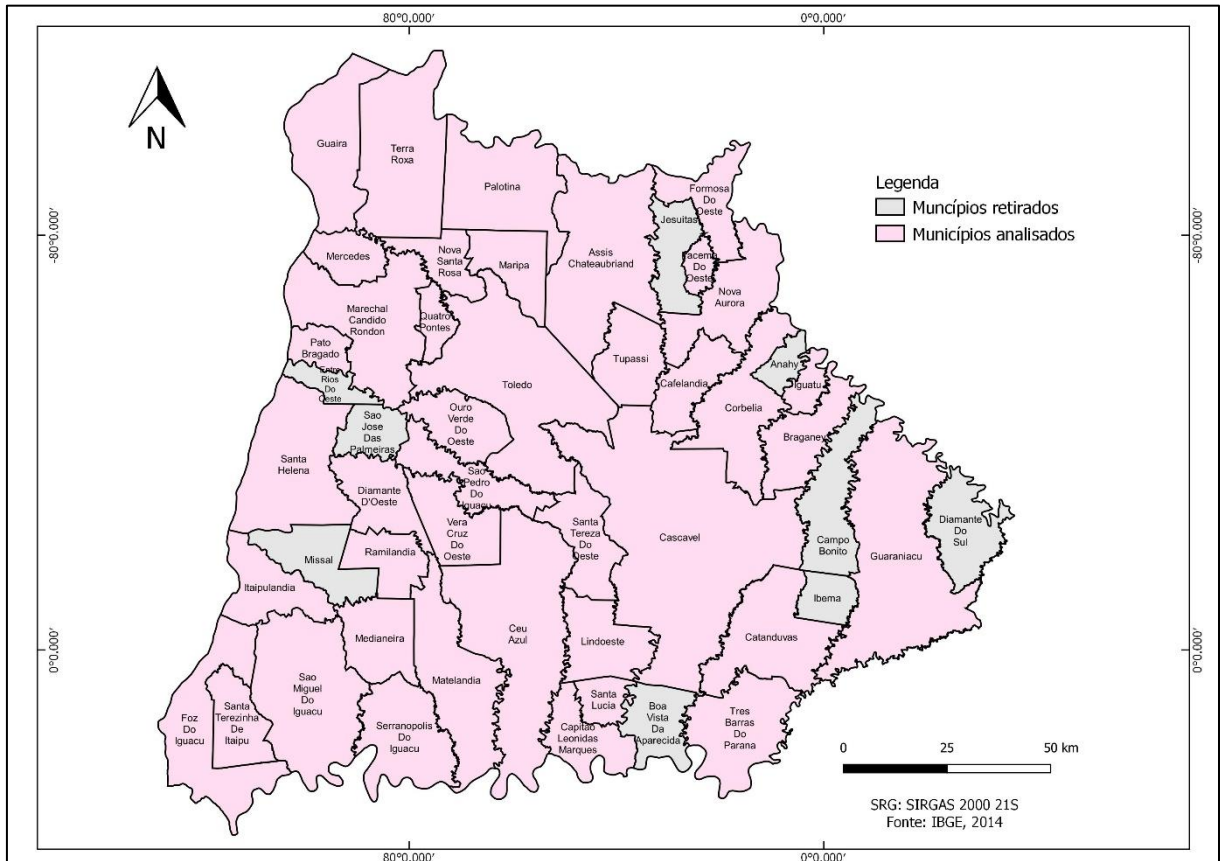 80°0.000'
0°0.000'
N
Guaira
Terra
Roxa
Palotina
Formosa
Do
Oeste
Jesuitas
Legenda
Muncípios retirados
Municípios analisados
-80°0.000'
-80°0.000'
Mercedes
Nova
Santa
Rosa
Maripa
Assis
Chateaubriand
Iracema
Do
Oeste
Nova
Aurora
Marechal
Candido
Rondon
Quatro
Pontes
Pato
Bragado
Tupassi
Cafelandia
Anahy
Iguatu
Entre
Rios
Do
Oeste
Toledo
Corbelia
Braganey
Sao
Jose
Das
Palmeiras
Ouro
Verde
Do
Oeste
Santa
Helena
Diamante
D'Oeste
Sao
Pedro
Do
Iguacu
Vera
Cruz
Do
Oeste
Santa
Tereza
Do
Oeste
Cascavel
Campo
Bonito
Guaraniacu
Diamante
Do
Sul
Missal
Ramilandia
Itaipulandia
Ibema
Medianeira
Ceu
Azul
Lindoeste
Catanduvas
0°0.000'
0°0.000'
Sao
Miguel
Do
Iguacu
Matelandia
Santa
Lucia
Boa
Vista
Da
Aparecida
Tres
Barras
Do
Parana
Foz
Do
Iguacu
Santa
Terezinha
De
Itaipu
Serranopolis
Do
Iguacu
Capitao
Leonidas
Marques
0 25 50 km
SRG: SIRGAS 2000 21S
Fonte: IBGE, 2014
80°0.000'
0°0.000'